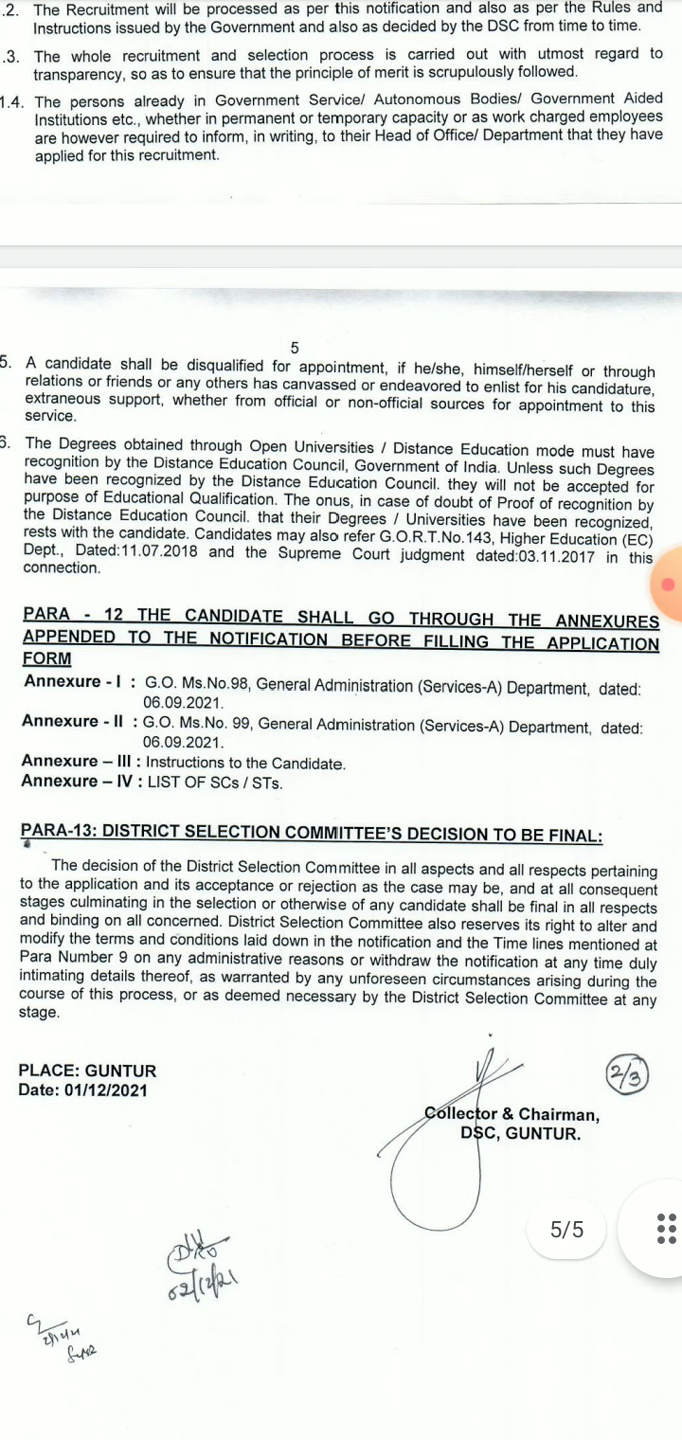 .2. The Recruitment will be processed as per this notification and also as per the Rules and
Instructions issued by the Government and also as decided by the DSC from time to time.
.3. The whole recruitment and selection process is carried out with utmost regard to
transparency, so as to ensure that the principle of merit is scrupulously followed.
1.4. The persons already in Government Service/ Autonomous Bodies/ Government Aided
Institutions etc., whether in permanent or temporary capacity or as work charged employees
are however required to inform, in writing, to their Head of Office/ Department that they have
applied for this recruitment.
5
5. A candidate shall be disqualified for appointment, if he/she, himself/herself or through
relations or friends or any others has canvassed or endeavored to enlist for his candidature,
extraneous support, whether from official or non-official sources for appointment to this
service.
6. The Degrees obtained through Open Universities / Distance Education mode must have
recognition by the Distance Education Council, Government of India. Unless such Degrees
have been recognized by the Distance Education Council. they will not be accepted for
purpose of Educational Qualification. The onus, in case of doubt of Proof of recognition by
the Distance Education Council. that their Degrees / Universities have been recognized,
rests with the candidate. Candidates may also refer G.O.R.T.No.143, Higher Education (EC)
Dept., Dated:11.07.2018 and the Supreme Court judgment dated:03.11.2017 in this
connection.
PARA - 12 THE CANDIDATE SHALL GO THROUGH THE ANNEXURES
APPENDED TO THE NOTIFICATION BEFORE FILLING THE APPLICATION
FORM
Annexure - I : G.O. Ms.No.98, General Administration (Services-A) Department, dated:
06.09.2021.
Annexure - II : G.O. Ms.No. 99, General Administration (Services-A) Department, dated:
06.09.2021.
Annexure – III : Instructions to the Candidate.
Annexure – IV : LIST OF SCs / STs.
PARA-13: DISTRICT SELECTION COMMITTEE'S DECISION TO BE FINAL:
The decision of the District Selection Committee in all aspects and all respects pertaining
to the application and its acceptance or rejection as the case may be, and at all consequent
stages culminating in the selection or otherwise of any candidate shall be final in all respects
and binding on all concerned. District Selection Committee also reserves its right to alter and
modify the terms and conditions laid down in the notification and the Time lines mentioned at
Para Number 9 on any administrative reasons or withdraw the notification at any time duly
intimating details thereof, as warranted by any unforeseen circumstances arising during the
course of this process, or as deemed necessary by the District Selection Committee at any
stage.
PLACE: GUNTUR
Date: 01/12/2021
2/3
Collector & Chairman,
DSC, GUNTUR.
5/5
02/12/21